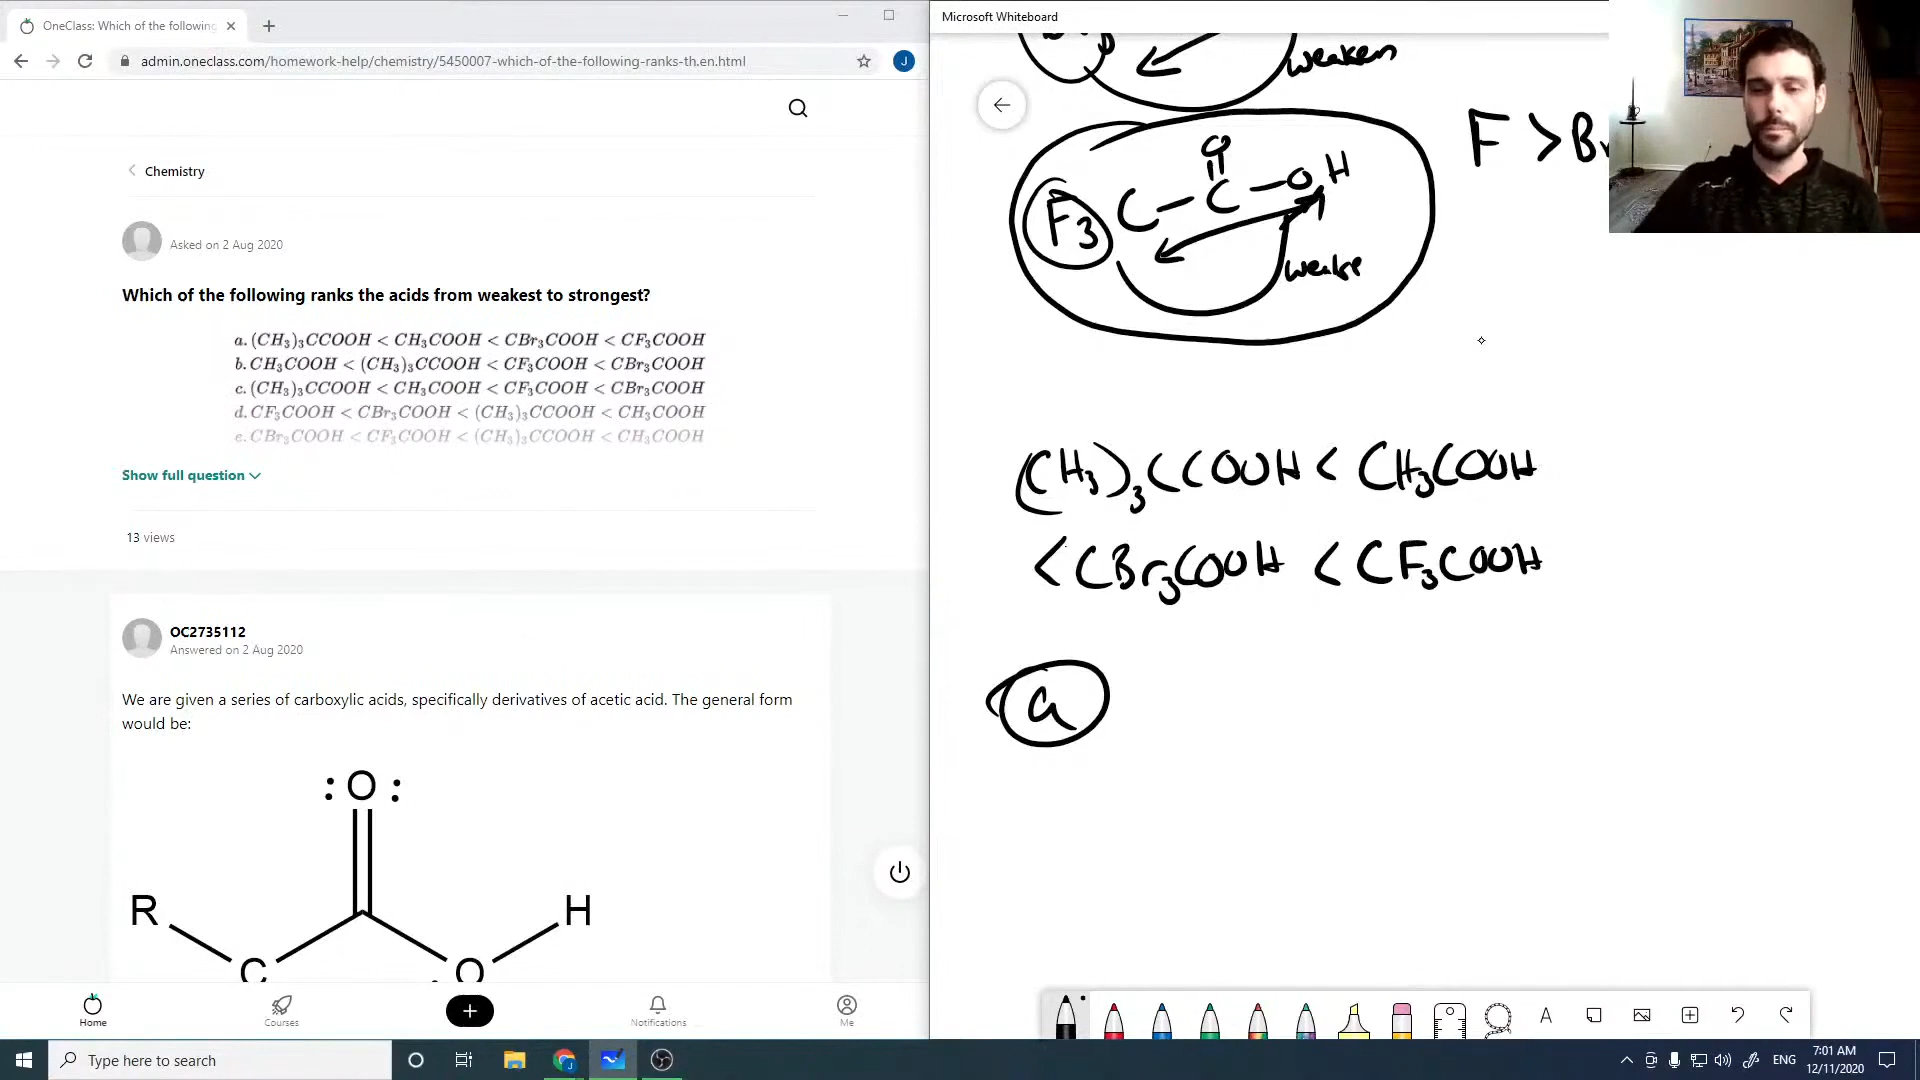 OneClass: Which of the following
admin.oneclass.com/homework-help/chemistry/5450007-which-of-the-following-ranks-th.en.html
J
Chemistry
Asked on 2 Aug 2020
Which of the following ranks the acids from weakest to strongest?
a. (CH₃)₃CCOOH < CH₃COOH < CBr₃COOH < CF₃COOH
b. CH₃COOH < (CH₃)₃CCOOH < CF₃COOH < CBr₃COOH
c. (CH₃)₃CCOOH < CH₃COOH < CF₃COOH < CBr₃COOH
d. CF₃COOH < CBr₃COOH < (CH₃)₃CCOOH < CH₃COOH
e. CBr₃COOH < CF₃COOH < (CH₃)₃CCOOH < CH₃COOH
Show full question
13 views
OC2735112
Answered on 2 Aug 2020
We are given a series of carboxylic acids, specifically derivatives of acetic acid. The general form
would be:
: O :
R
H
C
O
Home
Courses
Notifications
Me
Microsoft Whiteboard
weaken
F > Br
O
F₃ C – C – O H
(CH₃)₃CCOOH < CH₃COOH
< CBr₃COOH < CF₃COOH
a
A
Type here to search
ENG
7:01 AM
12/11/2020